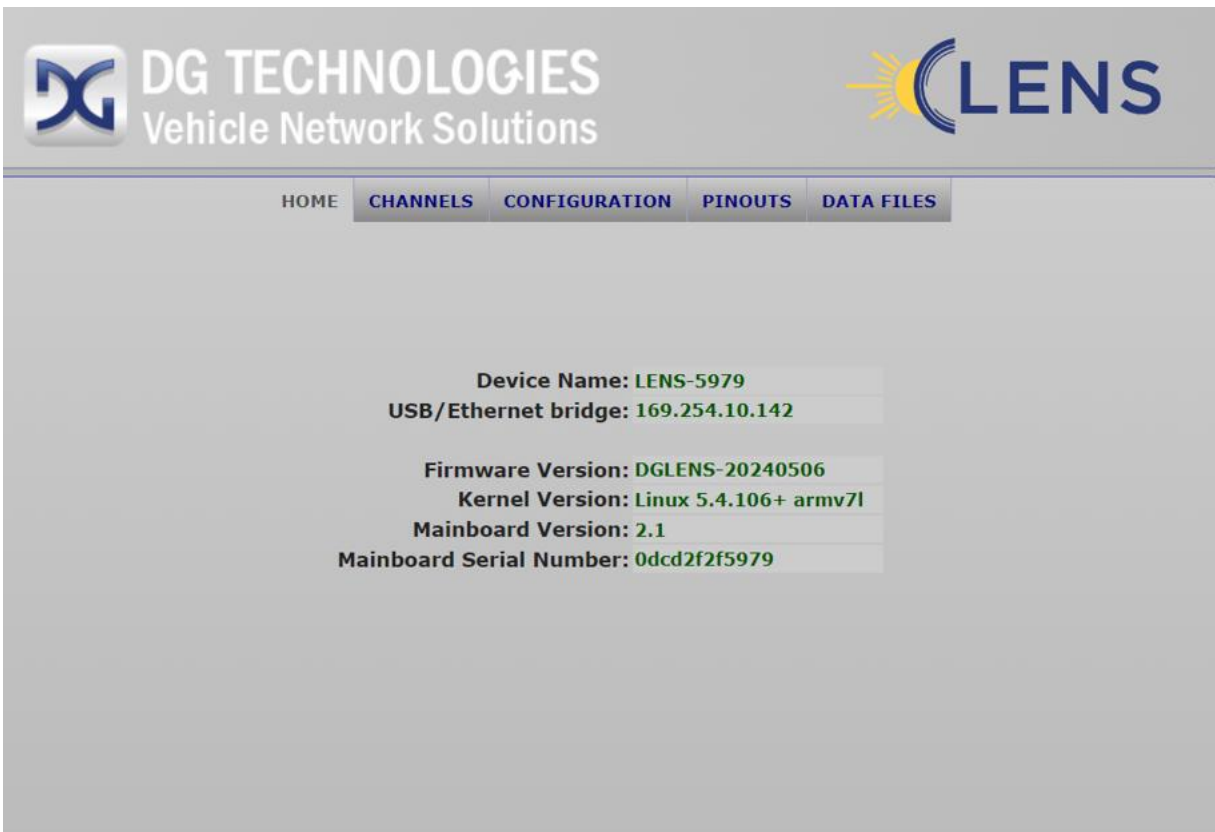 DG TECHNOLOGIES
Vehicle Network Solutions
LENS
HOME CHANNELS CONFIGURATION PINOUTS DATA FILES
Device Name: LENS-5979
USB/Ethernet bridge: 169.254.10.142
Firmware Version: DGLENS-20240506
Kernel Version: Linux 5.4.106+ armv7l
Mainboard Version: 2.1
Mainboard Serial Number: 0dcd2f2f5979